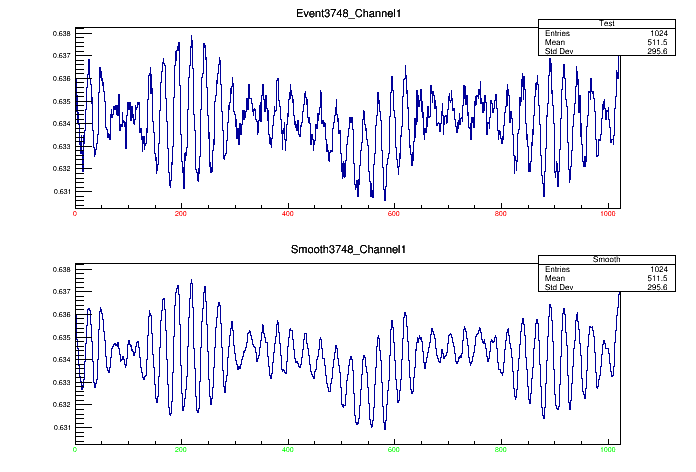 Event3748_Channel1
Test
Entries 1024
Mean 511.5
Std Dev 295.6
0.638
0.637
0.636
0.635
0.634
0.633
0.632
0.631
0 200 400 600 800 1000
Smooth3748_Channel1
Smooth
Entries 1024
Mean 511.5
Std Dev 295.6
0.638
0.637
0.636
0.635
0.634
0.633
0.632
0.631
0 200 400 600 800 1000